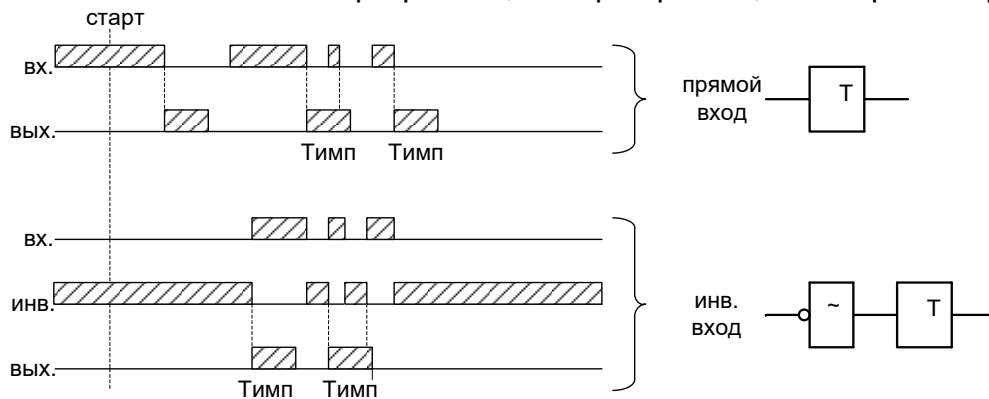 старт
вх.
вых.
Тимп Тимп
прямой
вход
T
вх.
инв.
вых.
Тимп Тимп
инв.
вход
~ T